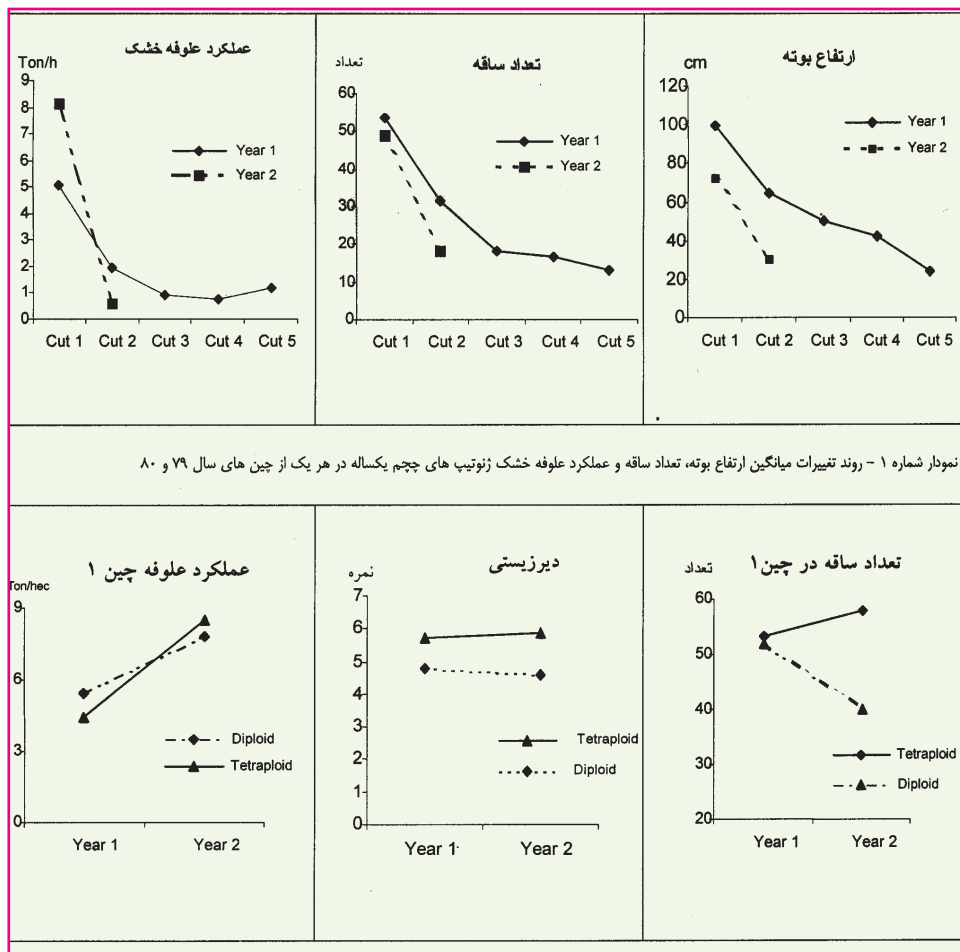 عملکرد علوفه خشک
Ton/h
9
8
7
6
5
4
3
2
1
0
Year 1
Year 2
Cut 1 Cut 2 Cut 3 Cut 4 Cut 5
تعداد ساقه
تعداد
60
50
40
30
20
10
0
Year 1
Year 2
Cut 1 Cut 2 Cut 3 Cut 4 Cut 5
ارتفاع بوته
cm
120
100
80
60
40
20
0
Year 1
Year 2
Cut 1 Cut 2 Cut 3 Cut 4 Cut 5
نمودار شماره ۱ – روند تغییرات میانگین ارتفاع بوته، تعداد ساقه و عملکرد علوفه خشک ژنوتیپ های چچم یکساله در هر یک از چین های سال ۷۹ و ۸۰
عملکرد علوفه چین ۱
Ton/hec
9
6
3
0
Diploid
Tetraploid
Year 1 Year 2
دیرزیستی
نمره
7
6
5
4
3
2
1
0
Tetraploid
Diploid
Year 1 Year 2
تعداد ساقه در چین۱
تعداد
60
50
40
30
20
Tetraploid
Diploid
Year 1 Year 2